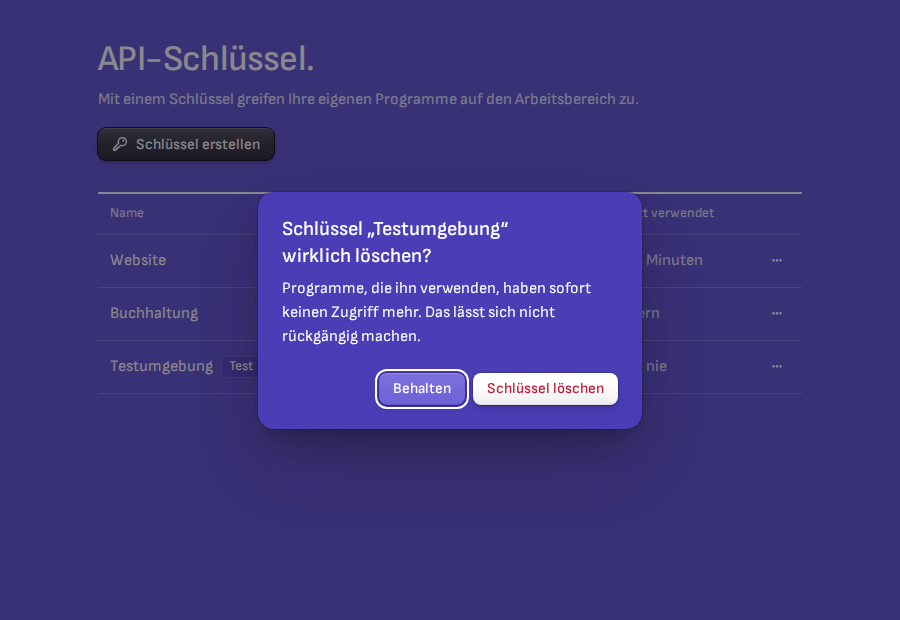 API-Schlüssel.
Mit einem Schlüssel greifen Ihre eigenen Programme auf den Arbeitsbereich zu.
Schlüssel erstellen
Name verwendet
Website Minuten
Buchhaltung
Testumgebung Test nie
Schlüssel „Testumgebung“
wirklich löschen?
Programme, die ihn verwenden, haben sofort
keinen Zugriff mehr. Das lässt sich nicht
rückgängig machen.
Behalten Schlüssel löschen